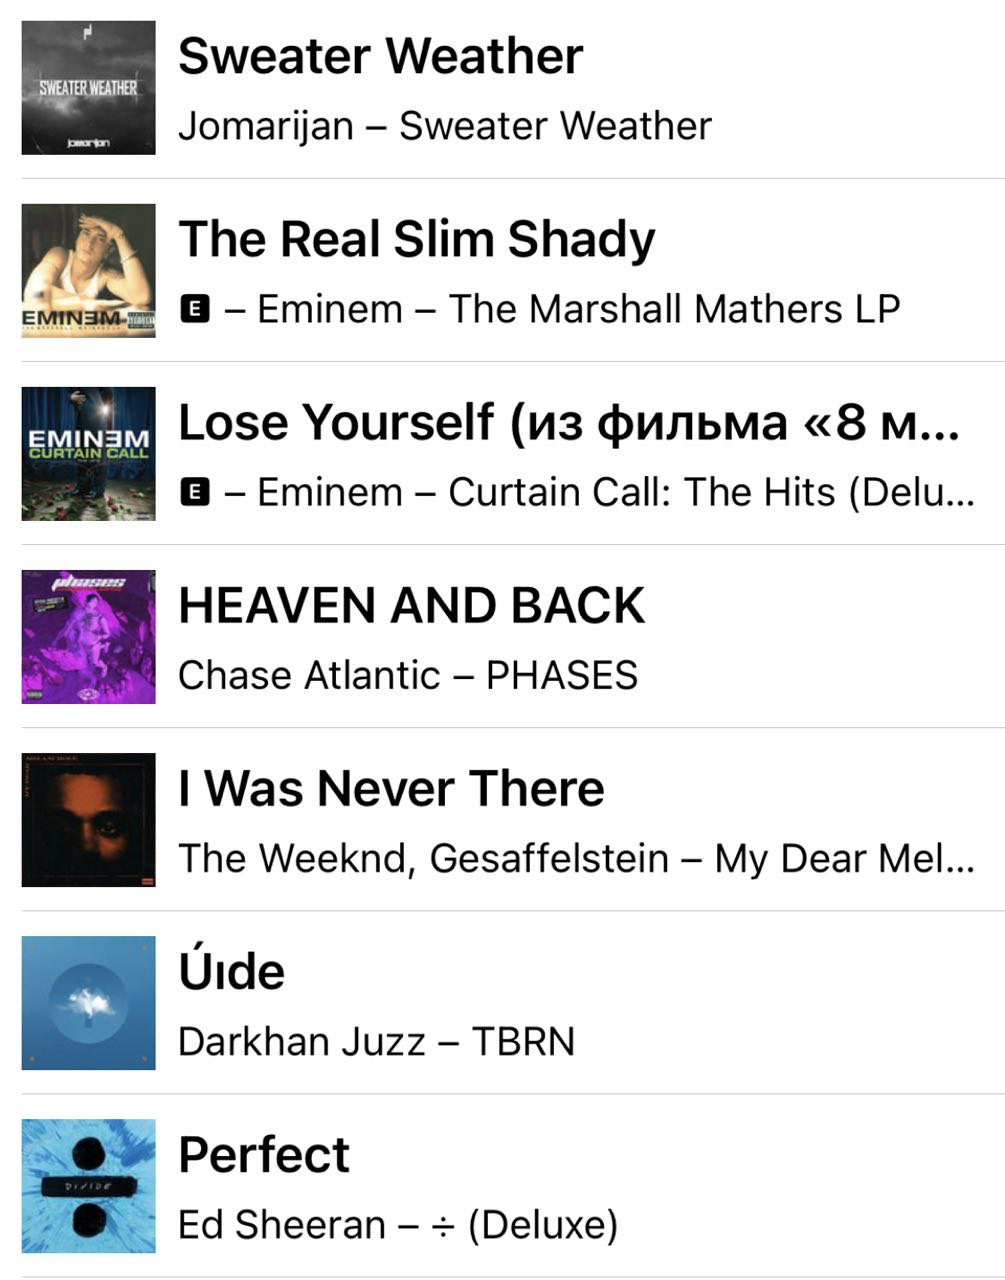 SWEATER WEATHER
jomarijan
Sweater Weather
Jomarijan – Sweater Weather
EMINEM
The Real Slim Shady
E – Eminem – The Marshall Mathers LP
EMINEM
CURTAIN CALL
Lose Yourself (из фильма «8 м...
E – Eminem – Curtain Call: The Hits (Delu...
phases
HEAVEN AND BACK
Chase Atlantic – PHASES
I Was Never There
The Weeknd, Gesaffelstein – My Dear Mel...
Úıde
Darkhan Juzz – TBRN
DIVIDE
Perfect
Ed Sheeran – ÷ (Deluxe)